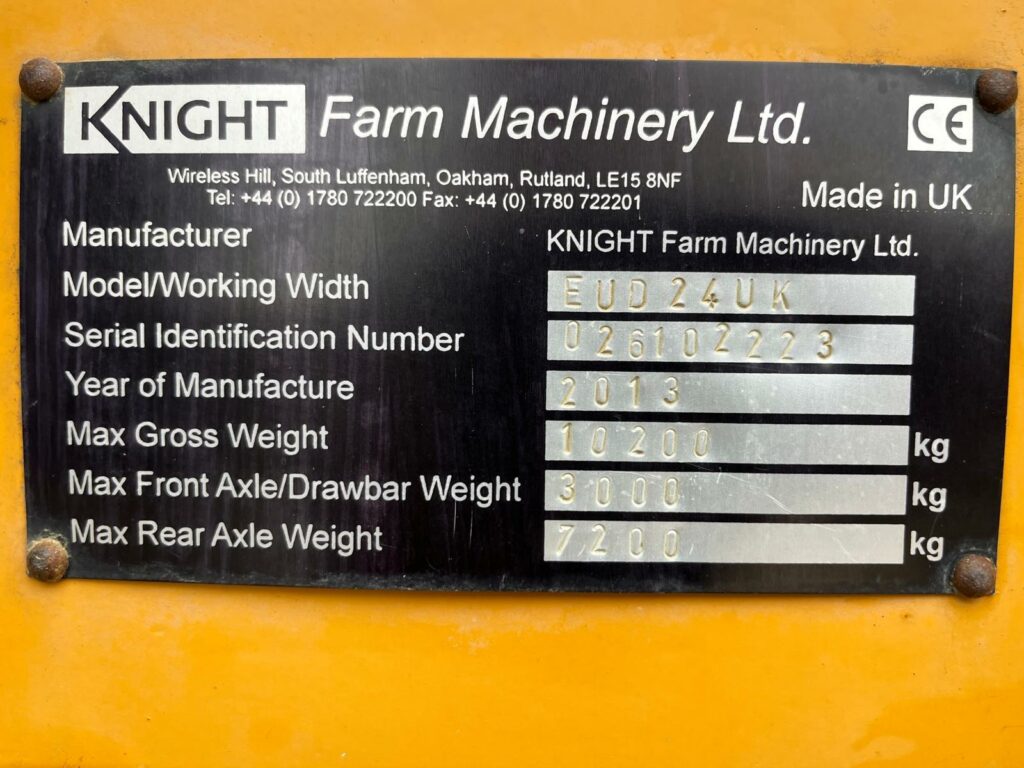 KNIGHT Farm Machinery Ltd. CE
Wireless Hill, South Luffenham, Oakham, Rutland, LE15 8NF
Tel: +44 (0) 1780 722200 Fax: +44 (0) 1780 722201
Made in UK
Manufacturer KNIGHT Farm Machinery Ltd.
Model/Working Width EUD24UK
Serial Identification Number 026102223
Year of Manufacture 2013
Max Gross Weight 10200 kg
Max Front Axle/Drawbar Weight 3000 kg
Max Rear Axle Weight 7200 kg